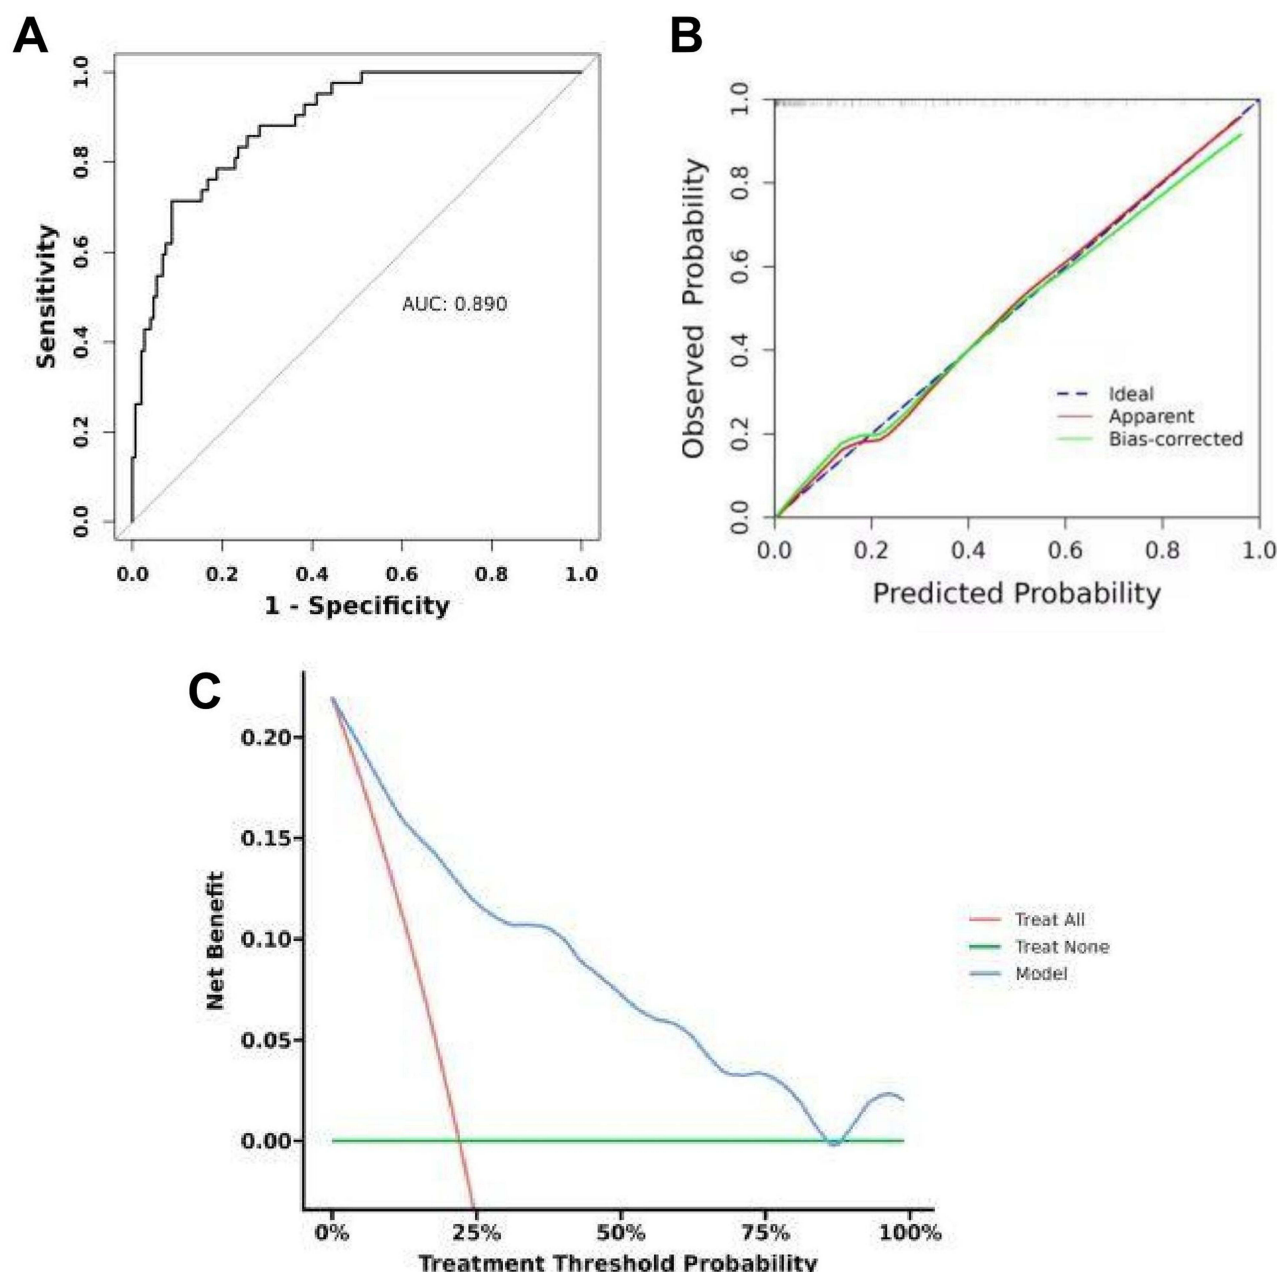 A
1.0
0.8
0.6
0.4
0.2
0.0
Sensitivity
AUC: 0.890
0.0 0.2 0.4 0.6 0.8 1.0
1 - Specificity
B
1.0
0.8
0.6
0.4
0.2
0.0
Observed Probability
Ideal
Apparent
Bias-corrected
0.0 0.2 0.4 0.6 0.8 1.0
Predicted Probability
C
0.20
0.15
0.10
0.05
0.00
Net Benefit
Treat All
Treat None
Model
0% 25% 50% 75% 100%
Treatment Threshold Probability